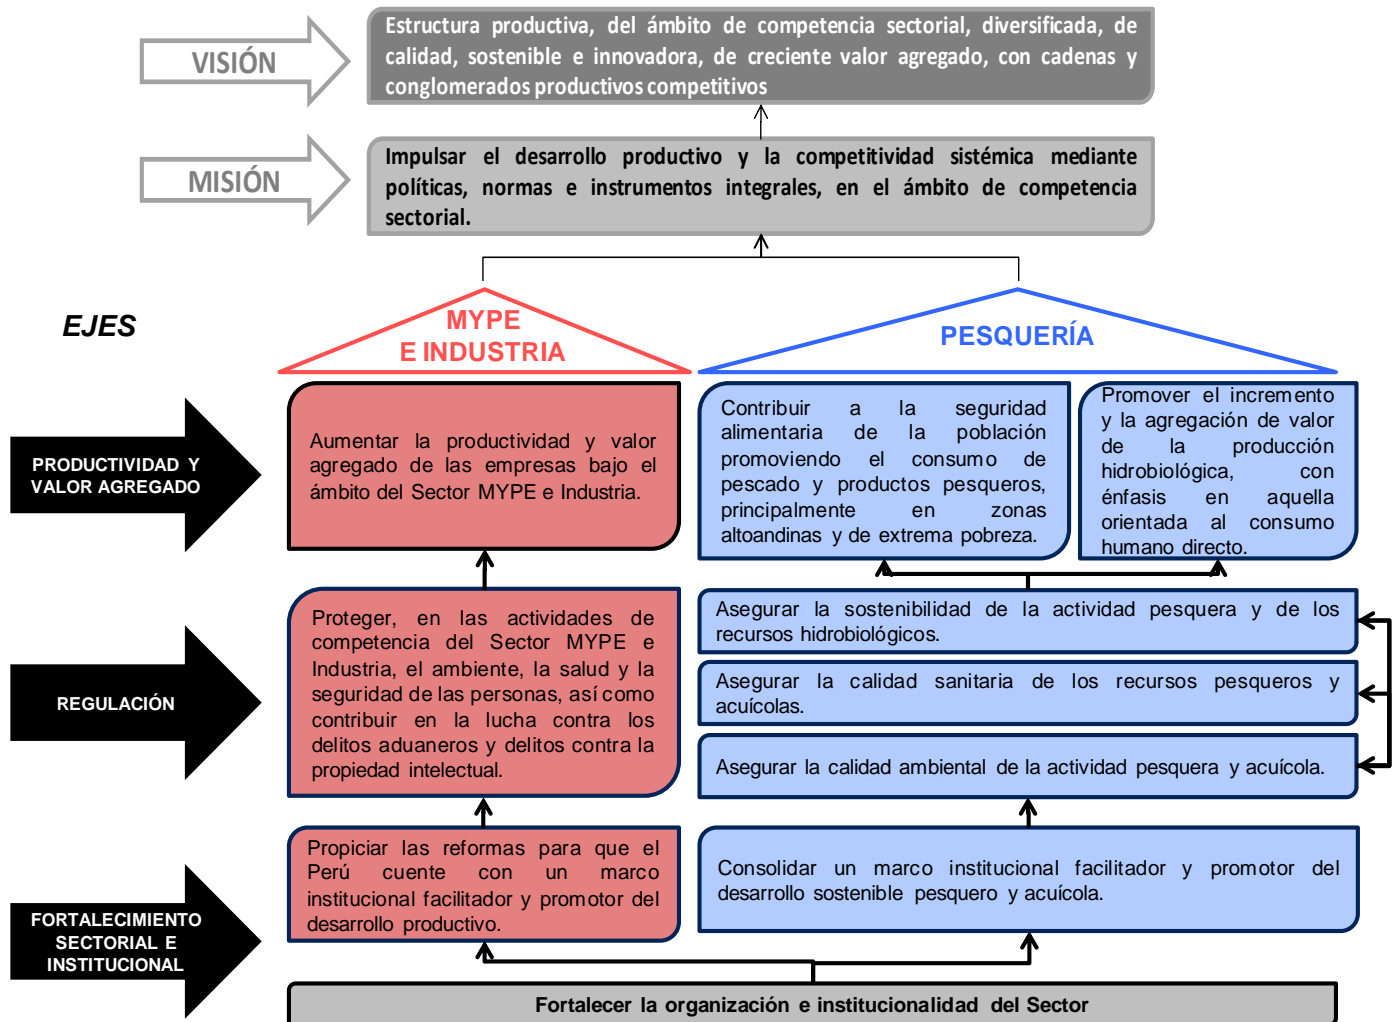 VISIÓN
Estructura productiva, del ámbito de competencia sectorial, diversificada, de
calidad, sostenible e innovadora, de creciente valor agregado, con cadenas y
conglomerados productivos competitivos
MISIÓN
Impulsar el desarrollo productivo y la competitividad sistémica mediante
políticas, normas e instrumentos integrales, en el ámbito de competencia
sectorial.
EJES
MYPE
E INDUSTRIA
PESQUERÍA
PRODUCTIVIDAD Y
VALOR AGREGADO
Aumentar la productividad y valor
agregado de las empresas bajo el
ámbito del Sector MYPE e Industria.
Contribuir a la seguridad
alimentaria de la población
promoviendo el consumo de
pescado y productos pesqueros,
principalmente en zonas
altoandinas y de extrema pobreza.
Promover el incremento
y la agregación de valor
de la producción
hidrobiológica, con
énfasis en aquella
orientada al consumo
humano directo.
REGULACIÓN
Proteger, en las actividades de
competencia del Sector MYPE e
Industria, el ambiente, la salud y la
seguridad de las personas, así como
contribuir en la lucha contra los
delitos aduaneros y delitos contra la
propiedad intelectual.
Asegurar la sostenibilidad de la actividad pesquera y de los
recursos hidrobiológicos.
Asegurar la calidad sanitaria de los recursos pesqueros y
acuícolas.
Asegurar la calidad ambiental de la actividad pesquera y acuícola.
FORTALECIMIENTO
SECTORIAL E
INSTITUCIONAL
Propiciar las reformas para que el
Perú cuente con un marco
institucional facilitador y promotor del
desarrollo productivo.
Consolidar un marco institucional facilitador y promotor del
desarrollo sostenible pesquero y acuícola.
Fortalecer la organización e institucionalidad del Sector